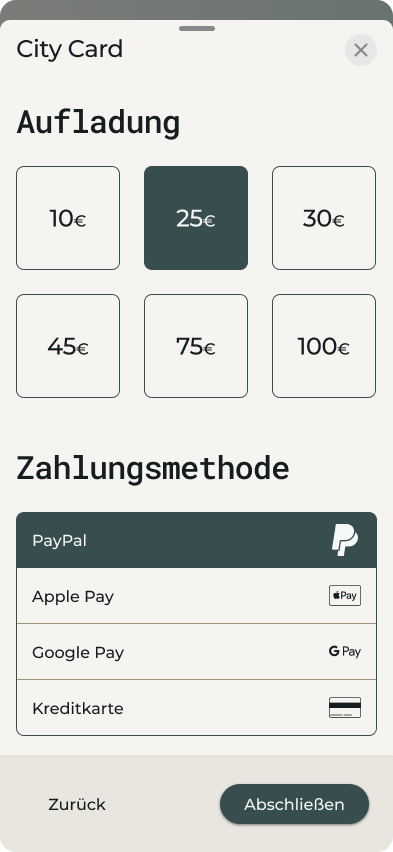 City Card
Aufladung
10€ 25€ 30€
45€ 75€ 100€
Zahlungsmethode
PayPal
Apple Pay Pay
Google Pay G Pay
Kreditkarte
Zurück Abschließen